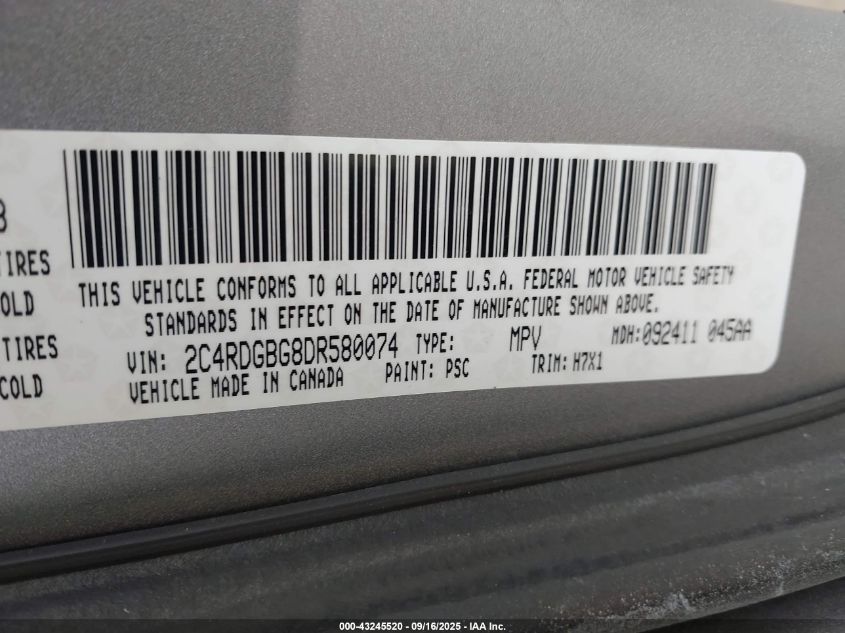 3
TIRES
COLD
TIRES
COLD
THIS VEHICLE CONFORMS TO ALL APPLICABLE U.S.A. FEDERAL MOTOR VEHICLE SAFETY
STANDARDS IN EFFECT ON THE DATE OF MANUFACTURE SHOWN ABOVE.
VIN: 2C4RDGBG8DR580074 TYPE: MPV MDH:092411 045AA
VEHICLE MADE IN CANADA PAINT: PSC TRIM: H7X1
000-43245520 - 09/16/2025 - IAA Inc.